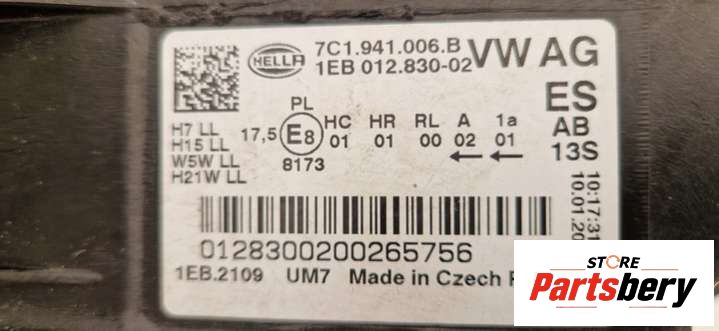 HELLA
7C1.941.006.B
1EB 012.830-02
VW AG
ES
AB
13S
PL
H7 LL
H15 LL
W5W LL
H21W LL
17,5
E8
8173
HC HR RL A 1a
01 01 00 02 01
10:17:31
0128300200265756
1EB.2109 UM7 Made in Czech
STORE
Partsbery